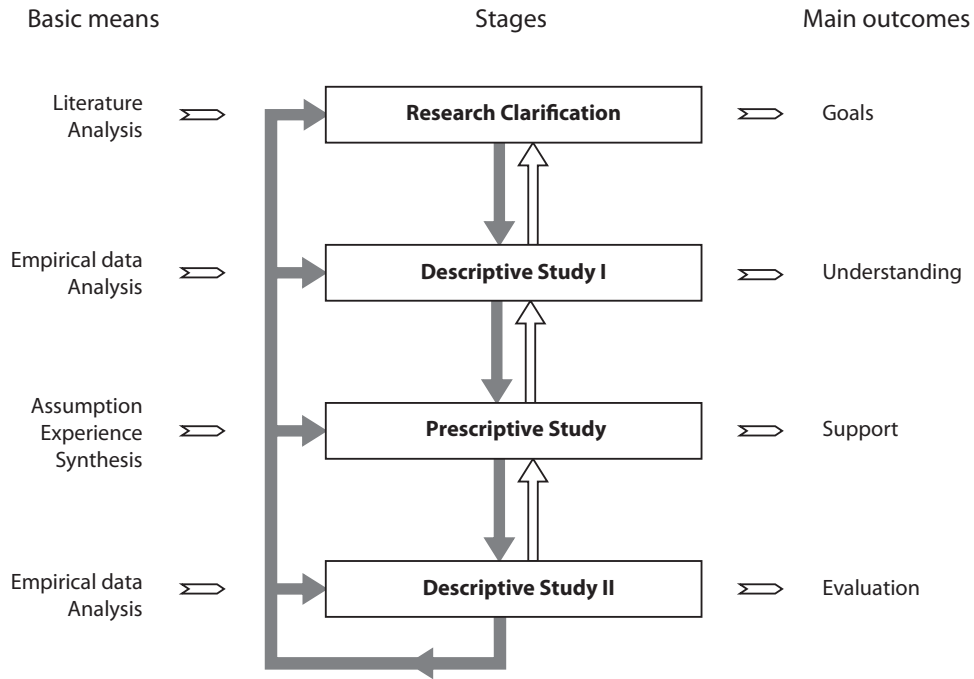 Basic means
Stages
Main outcomes
Literature
Analysis
Research Clarification
Goals
Empirical data
Analysis
Descriptive Study I
Understanding
Assumption
Experience
Synthesis
Prescriptive Study
Support
Empirical data
Analysis
Descriptive Study II
Evaluation